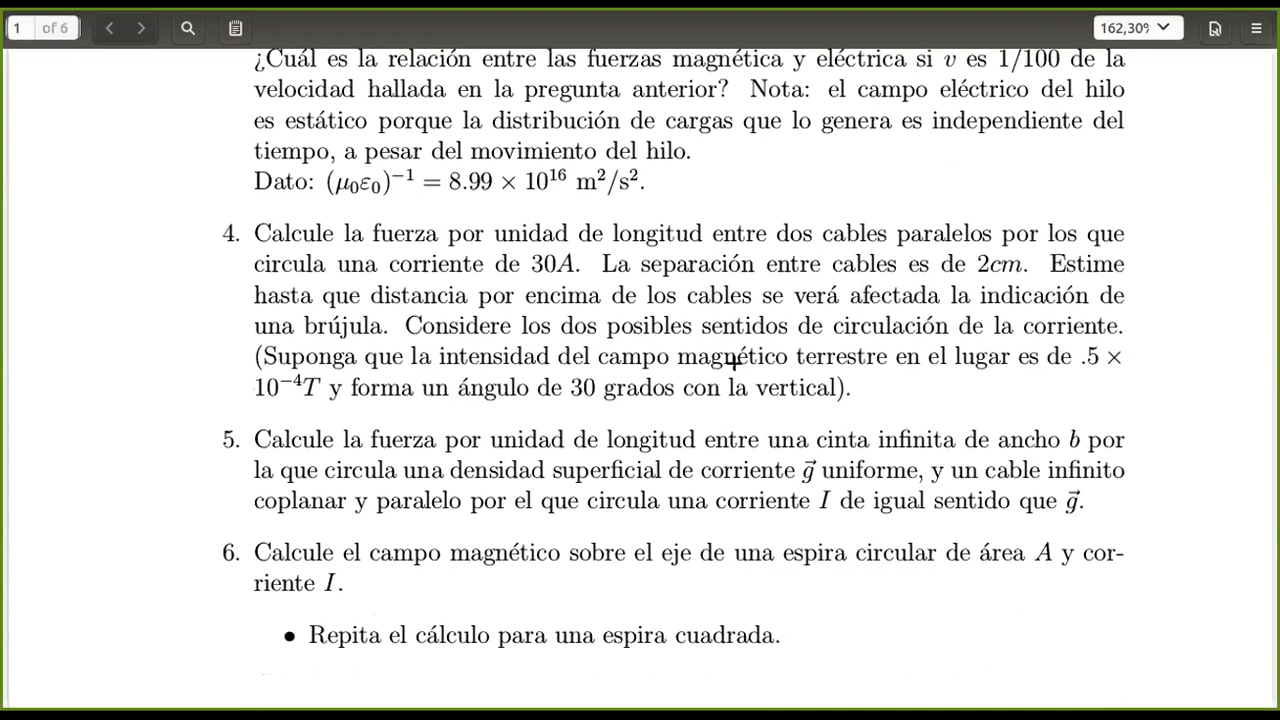 1 of 6 162,30%
¿Cuál es la relación entre las fuerzas magnética y eléctrica si v es 1/100 de la
velocidad hallada en la pregunta anterior? Nota: el campo eléctrico del hilo
es estático porque la distribución de cargas que lo genera es independiente del
tiempo, a pesar del movimiento del hilo.
Dato: (μ₀ε₀)⁻¹ = 8.99 × 10¹⁶ m²/s².
4. Calcule la fuerza por unidad de longitud entre dos cables paralelos por los que
circula una corriente de 30A. La separación entre cables es de 2cm. Estime
hasta que distancia por encima de los cables se verá afectada la indicación de
una brújula. Considere los dos posibles sentidos de circulación de la corriente.
(Suponga que la intensidad del campo magnético terrestre en el lugar es de .5 ×
10⁻⁴T y forma un ángulo de 30 grados con la vertical).
5. Calcule la fuerza por unidad de longitud entre una cinta infinita de ancho b por
la que circula una densidad superficial de corriente g⃗ uniforme, y un cable infinito
coplanar y paralelo por el que circula una corriente I de igual sentido que g⃗.
6. Calcule el campo magnético sobre el eje de una espira circular de área A y cor-
riente I.
• Repita el cálculo para una espira cuadrada.